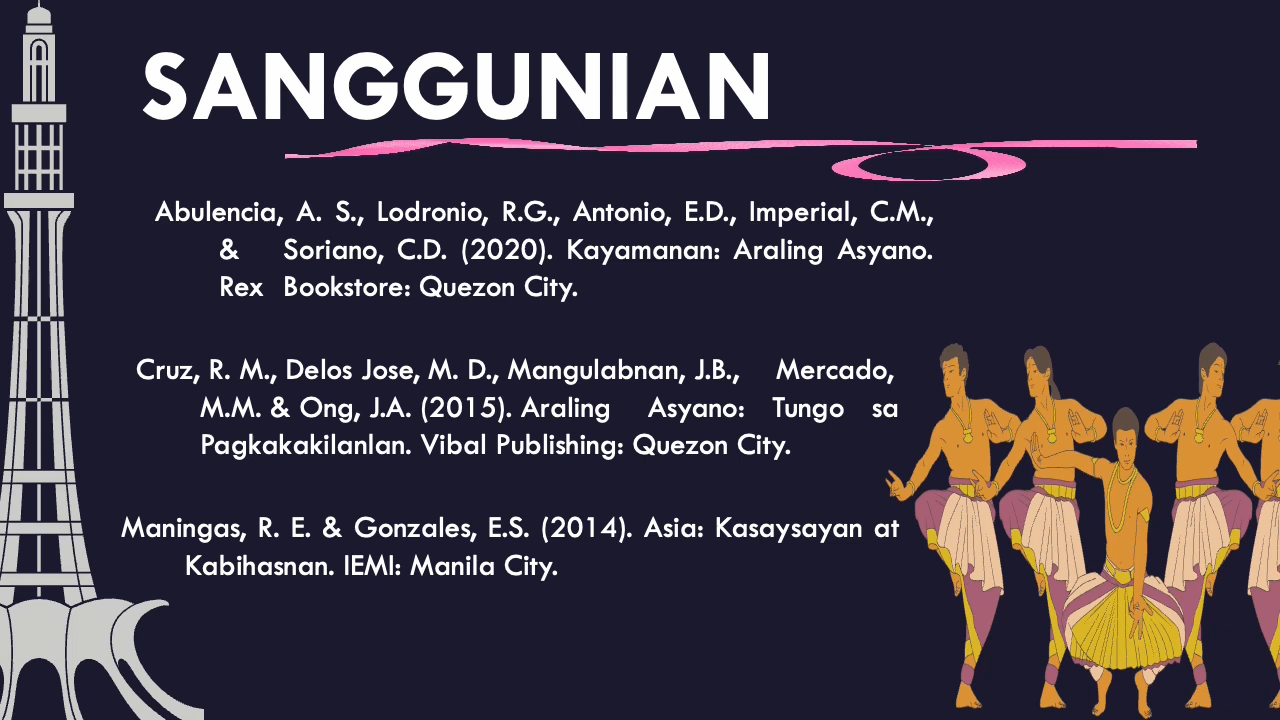 SANGGUNIAN
Abulencia, A. S., Lodronio, R.G., Antonio, E.D., Imperial, C.M.,
& Soriano, C.D. (2020). Kayamanan: Araling Asyano.
Rex Bookstore: Quezon City.
Cruz, R. M., Delos Jose, M. D., Mangulabnan, J.B., Mercado,
M.M. & Ong, J.A. (2015). Araling Asyano: Tungo sa
Pagkakakilanlan. Vibal Publishing: Quezon City.
Maningas, R. E. & Gonzales, E.S. (2014). Asia: Kasaysayan at
Kabihasnan. IEMI: Manila City.